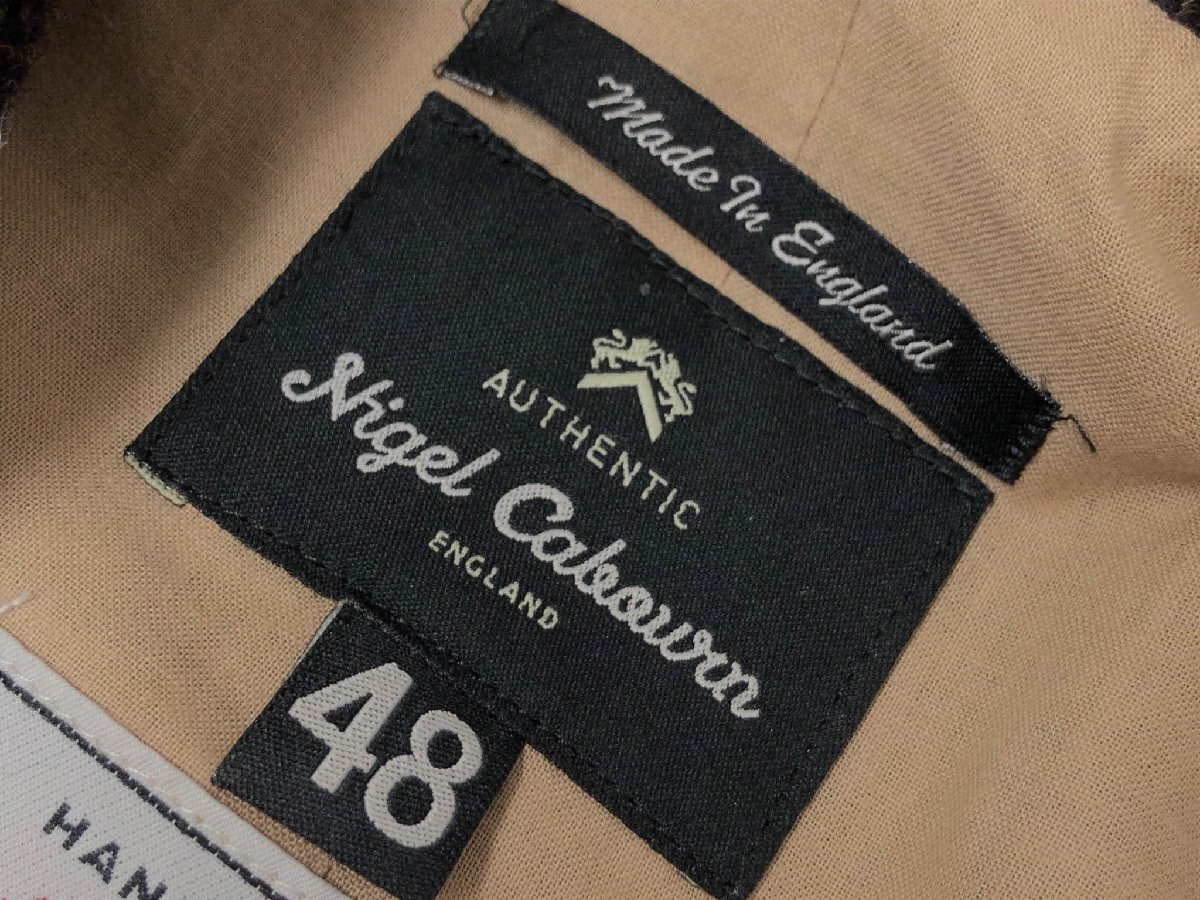 Made In England
AUTHENTIC
Nigel Cabourn
ENGLAND
48
HAN